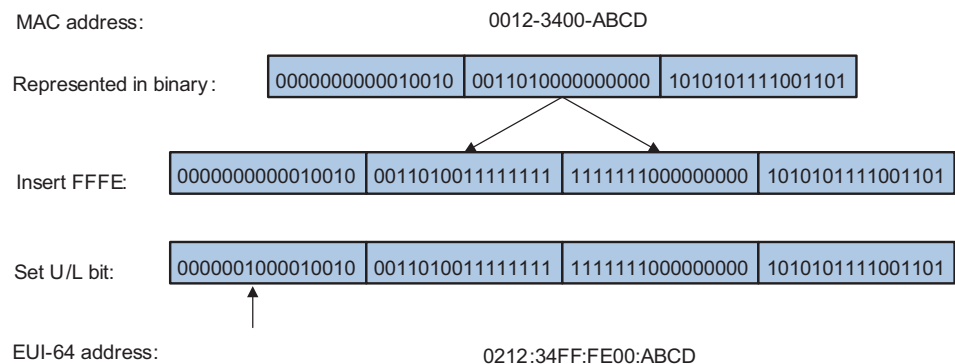 MAC address: 0012-3400-ABCD
Represented in binary: 0000000000010010 0011010000000000 1010101111001101
Insert FFFE: 0000000000010010 0011010011111111 1111111000000000 1010101111001101
Set U/L bit: 0000001000010010 0011010011111111 1111111000000000 1010101111001101
EUI-64 address: 0212:34FF:FE00:ABCD